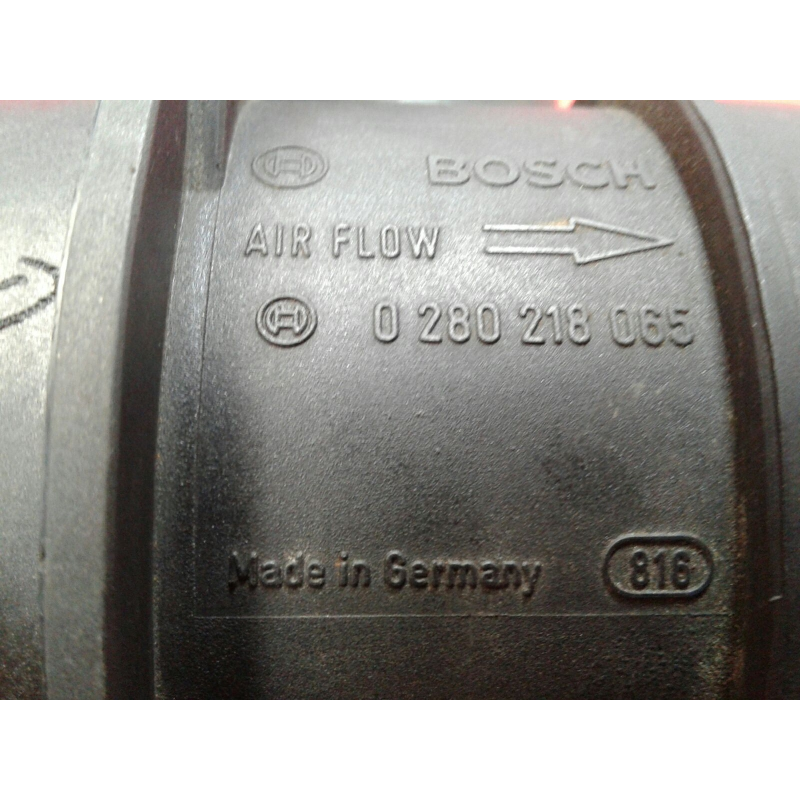 BOSCH
AIR FLOW
0 280 218 065
Made in Germany 816